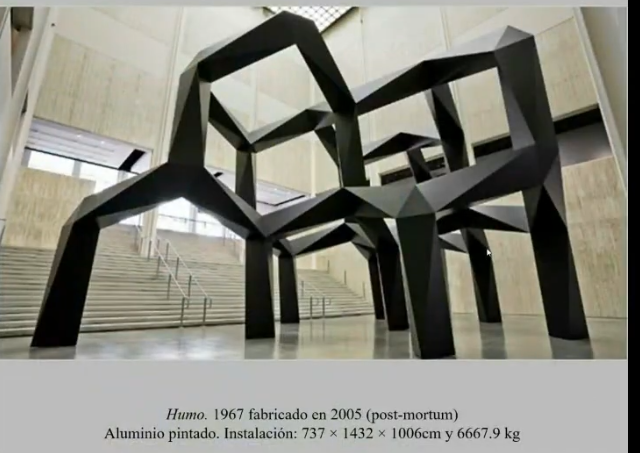 Humo. 1967 fabricado en 2005 (post-mortum)
Aluminio pintado. Instalación: 737 × 1432 × 1006cm y 6667.9 kg